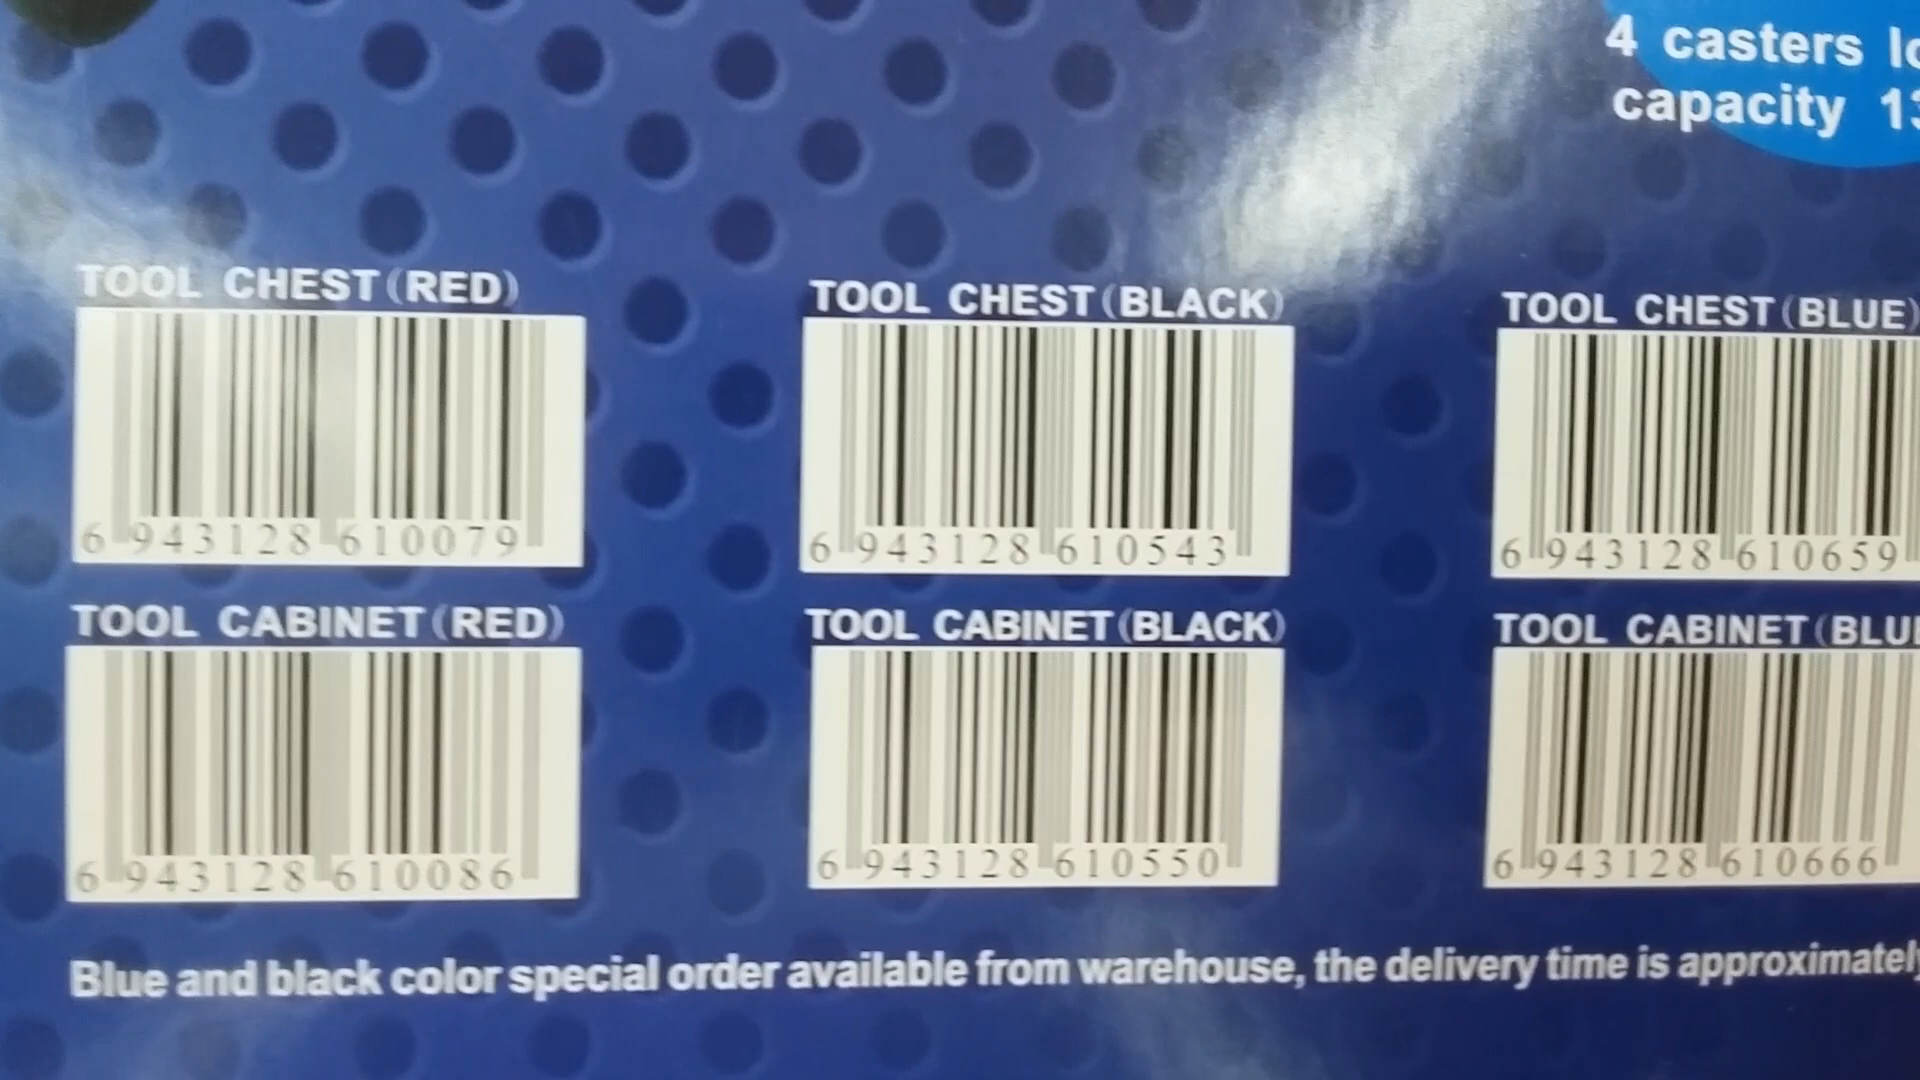 4 casters
capacity
TOOL CHEST(RED)
TOOL CHEST(BLACK)
TOOL CHEST(BLUE)
6 943128 610079
6 943128 610543
6 943128 610659
TOOL CABINET(RED)
TOOL CABINET(BLACK)
TOOL CABINET(
6 943128 610086
6 943128 610550
6 943128 610666
Blue and black color special order available from warehouse, the delivery time is